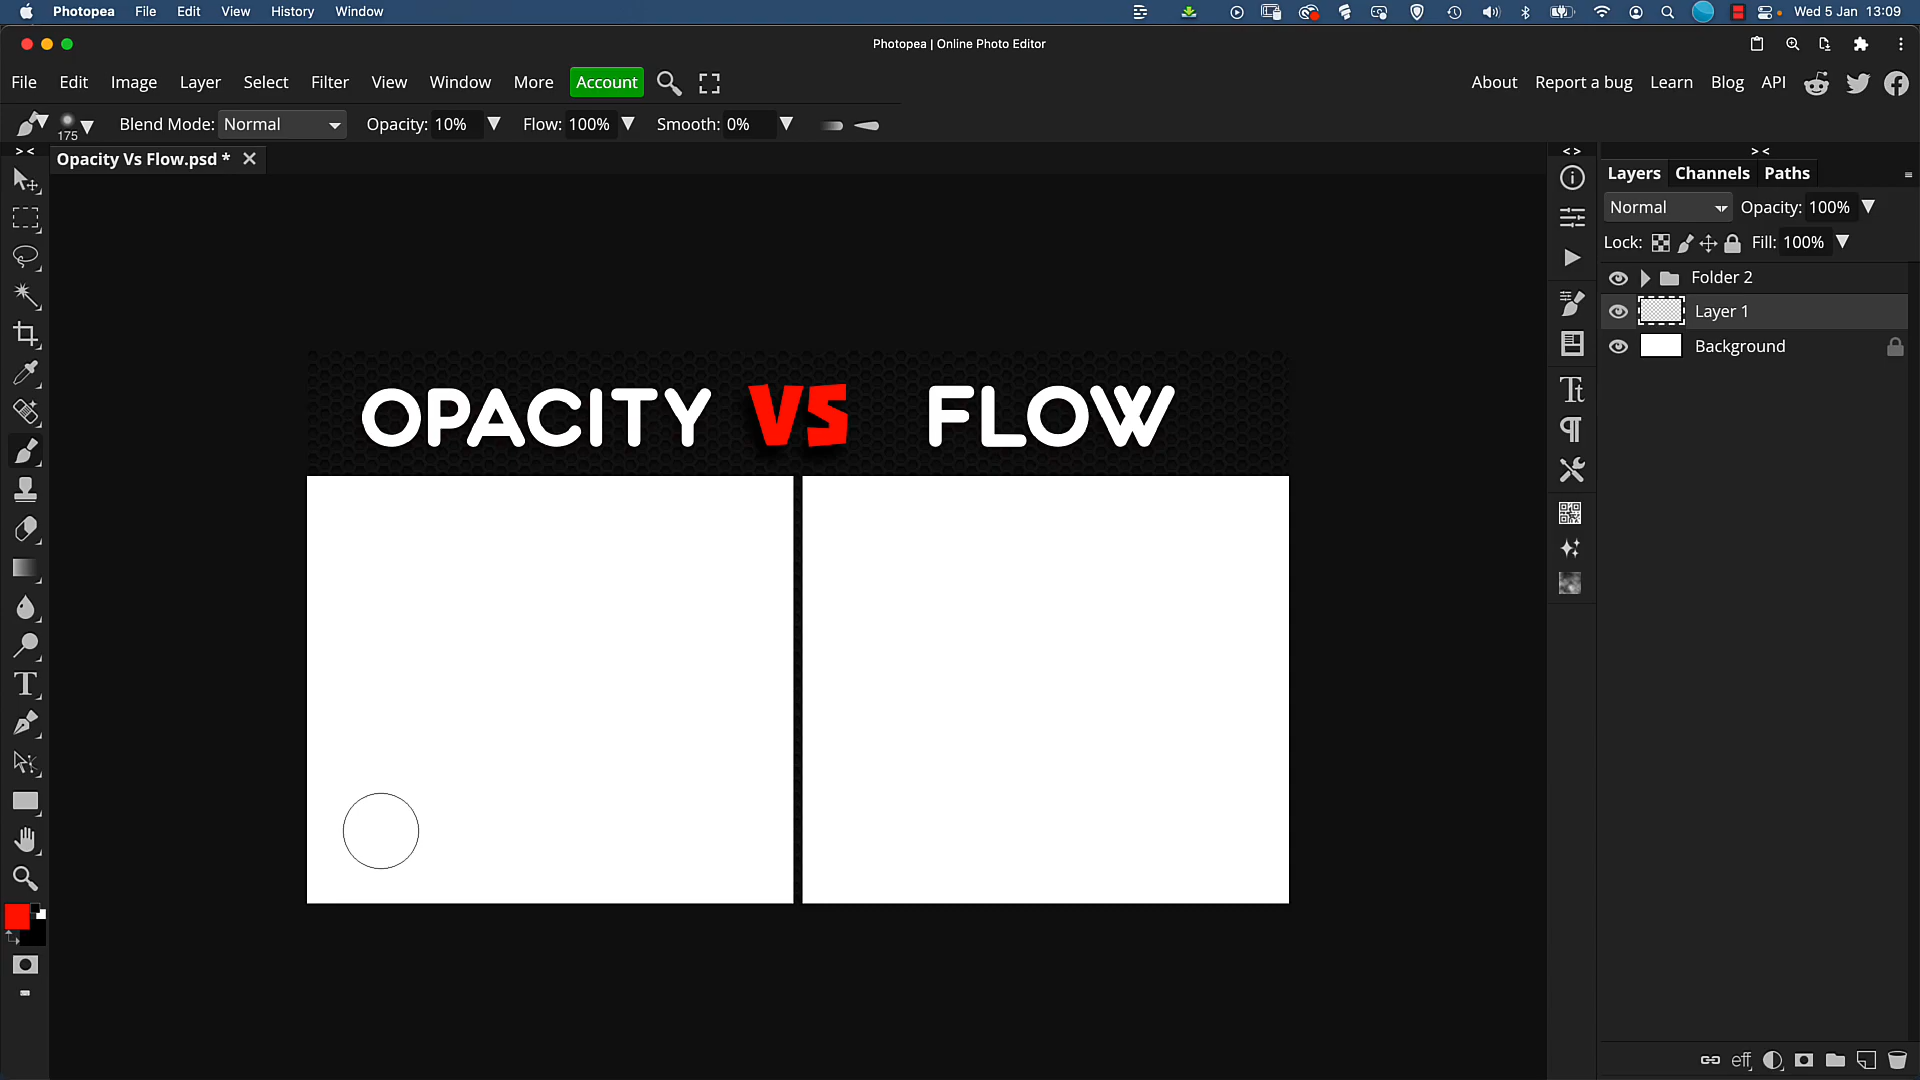 Photopea File Edit View History Window Wed 5 Jan 13:09
Photopea | Online Photo Editor
File Edit Image Layer Select Filter View Window More Account About Report a bug Learn Blog API
175 Blend Mode: Normal Opacity: 10% Flow: 100% Smooth: 0%
Opacity Vs Flow.psd *
Layers Channels Paths
Normal Opacity: 100%
Lock: Fill: 100%
Folder 2
Layer 1
Background
OPACITY VS FLOW
eff